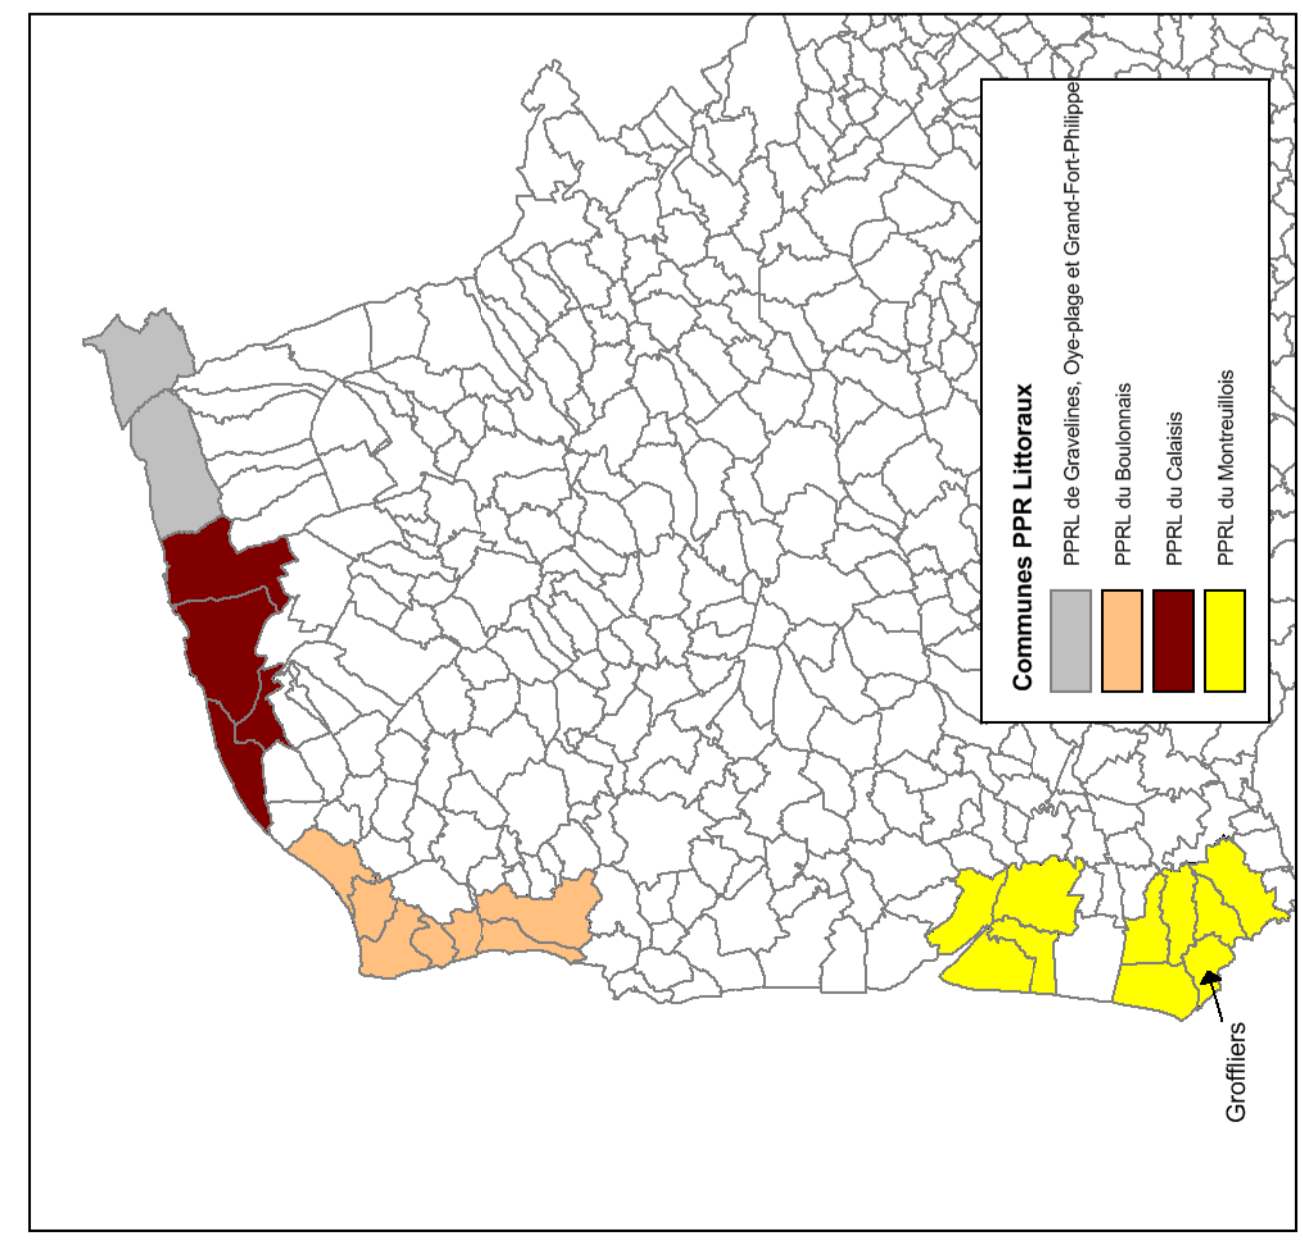 Communes PPR Littoraux
PPRL de Gravelines, Oye-plage et Grand-Fort-Philippe
PPRL du Boulonnais
PPRL du Calaisis
PPRL du Montreuillois
Groffliers